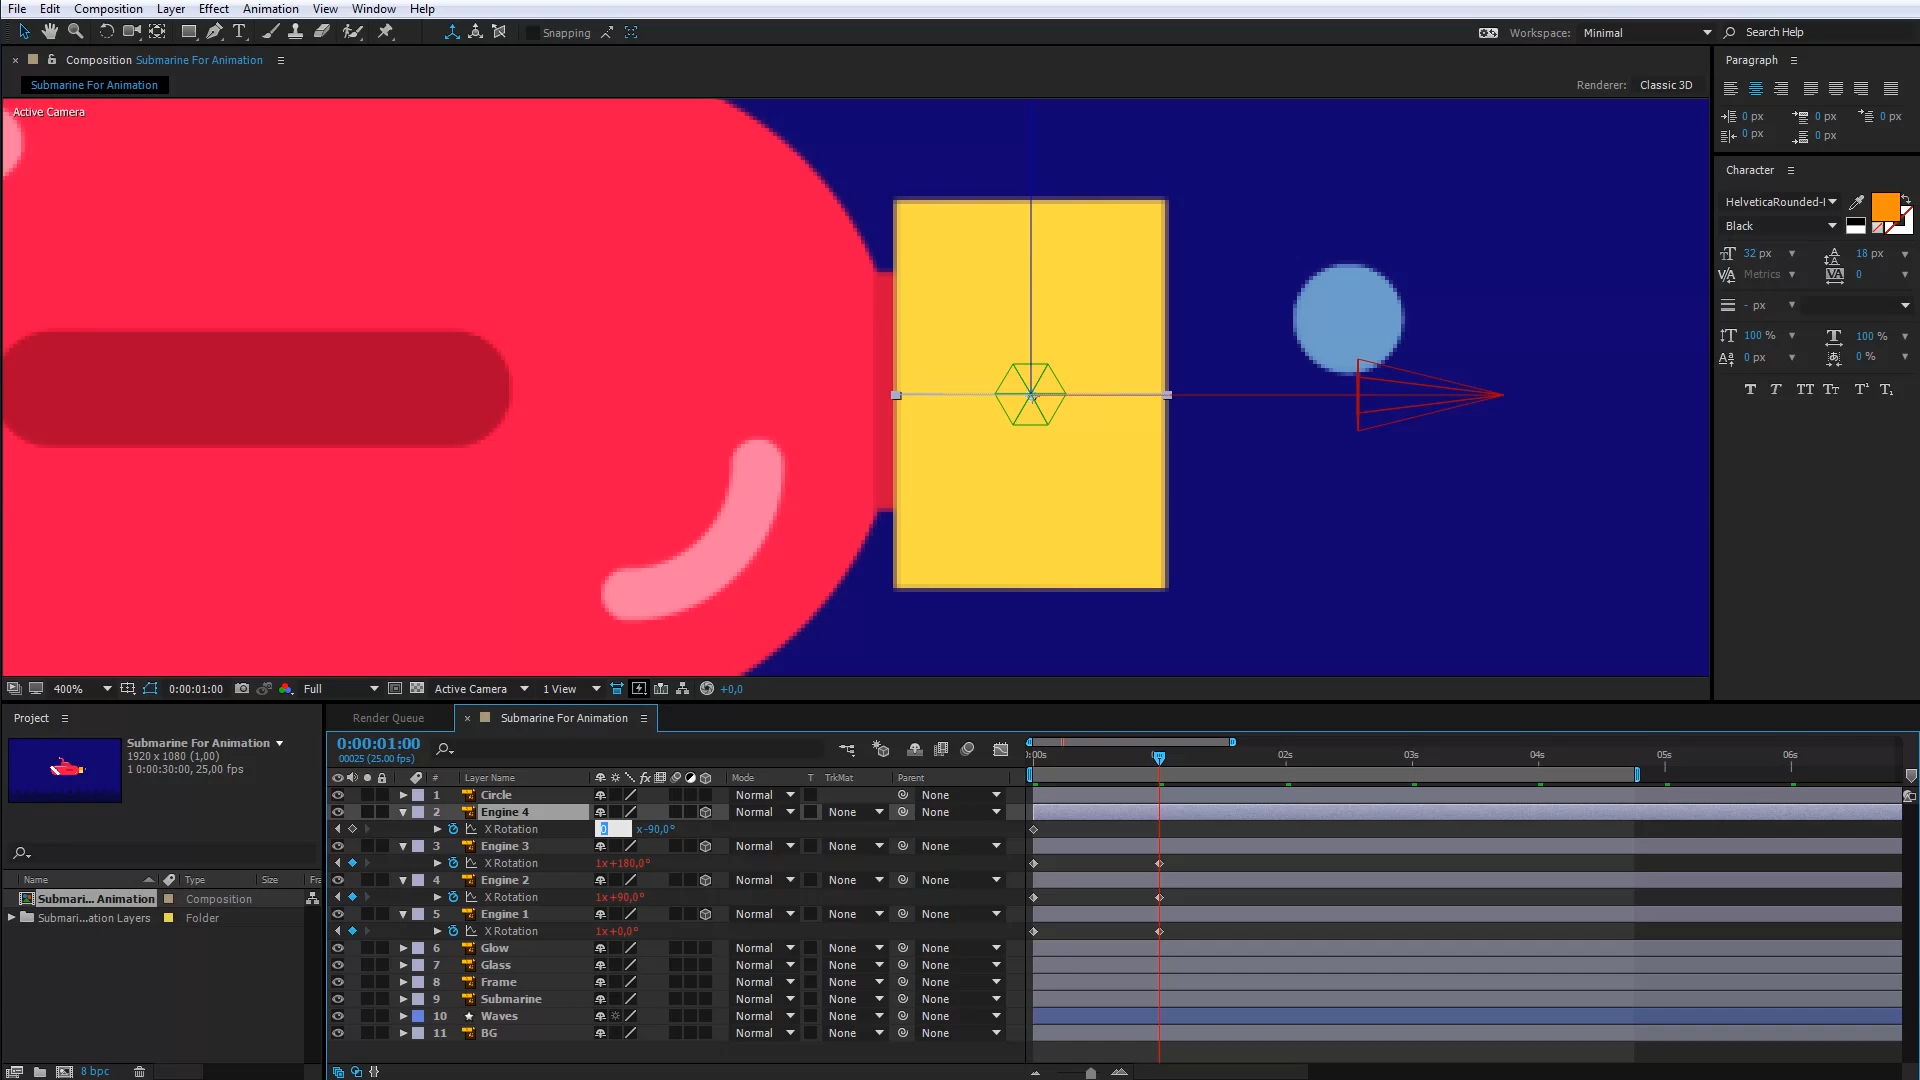 File Edit Composition Layer Effect Animation View Window Help
Snapping
Workspace: Minimal
Search Help
Composition Submarine For Animation
Submarine For Animation
Renderer: Classic 3D
Active Camera
Paragraph
0 px 0 px 0 px
0 px 0 px
Character
HelveticaRounded-
Black
32 px 18 px
Metrics 0
- px
100 % 100 %
0 px 0 %
T T TT Tt T¹ T₁
400% 0:00:01:00 Full Active Camera 1 View +0,0
Project
Submarine For Animation
1920 x 1080 (1,00)
0:00:30:00, 25,00 fps
Name Type Size Fra
Submari... Animation Composition
Submari...ation Layers Folder
8 bpc
Render Queue
Submarine For Animation
0:00:01:00
00025 (25.00 fps)
:00s 02s 03s 04s 05s 06s
# Layer Name fx Mode T TrkMat Parent
1 Circle Normal None
2 Engine 4 Normal None None
X Rotation 0 x-90,0°
3 Engine 3 Normal None None
X Rotation 1x+180,0°
4 Engine 2 Normal None None
X Rotation 1x+90,0°
5 Engine 1 Normal None None
X Rotation 1x+0,0°
6 Glow Normal None None
7 Glass Normal None None
8 Frame Normal None None
9 Submarine Normal None None
10 Waves Normal None None
11 BG Normal None None